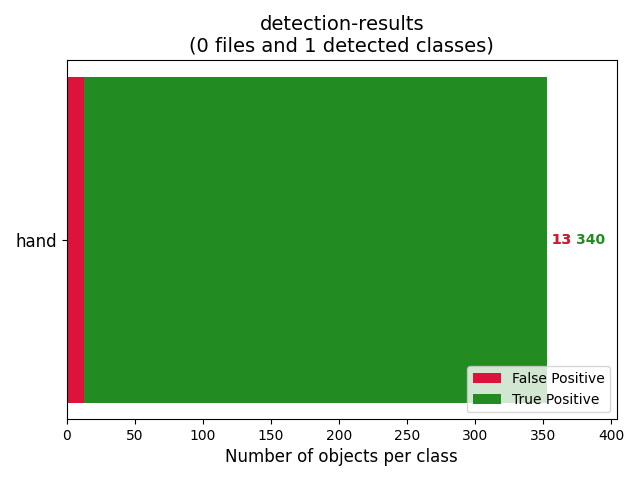 detection-results
(0 files and 1 detected classes)
hand
13 340
False Positive
True Positive
0 50 100 150 200 250 300 350 400
Number of objects per class